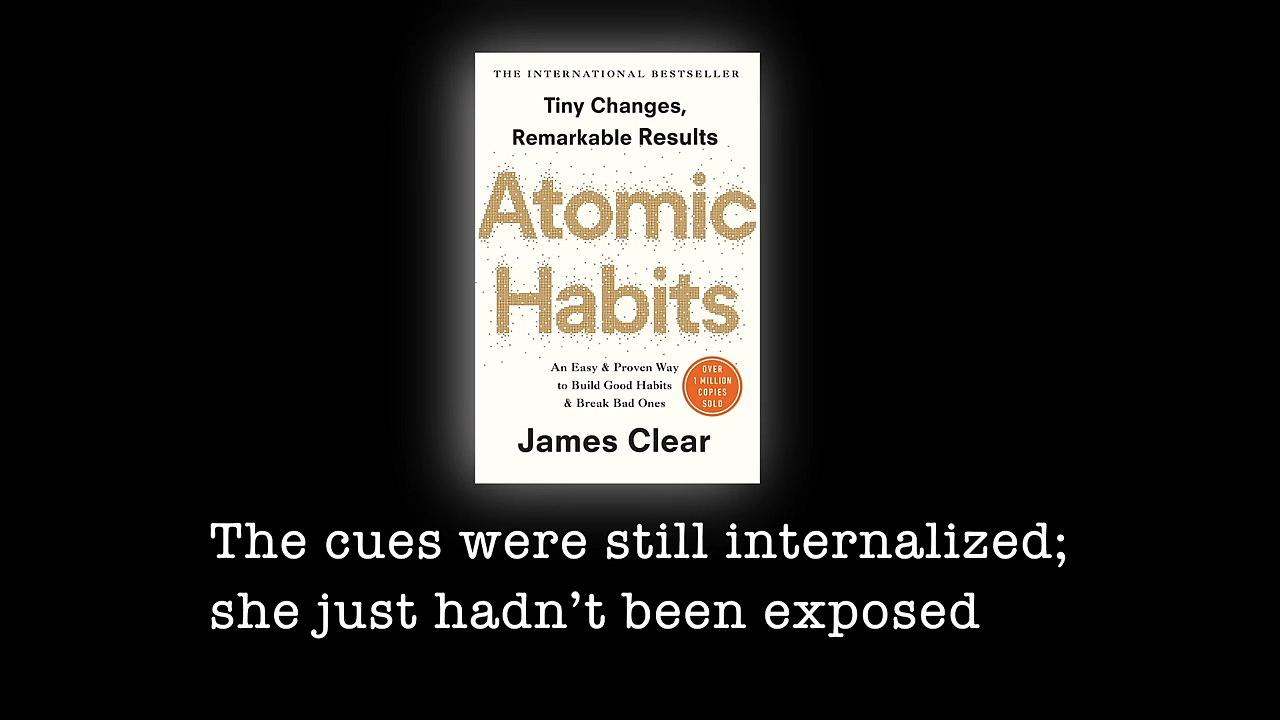 THE INTERNATIONAL BESTSELLER
Tiny Changes,
Remarkable Results
Atomic
Habits
An Easy & Proven Way
to Build Good Habits
& Break Bad Ones
OVER
1 MILLION
COPIES
SOLD
James Clear
The cues were still internalized;
she just hadn’t been exposed